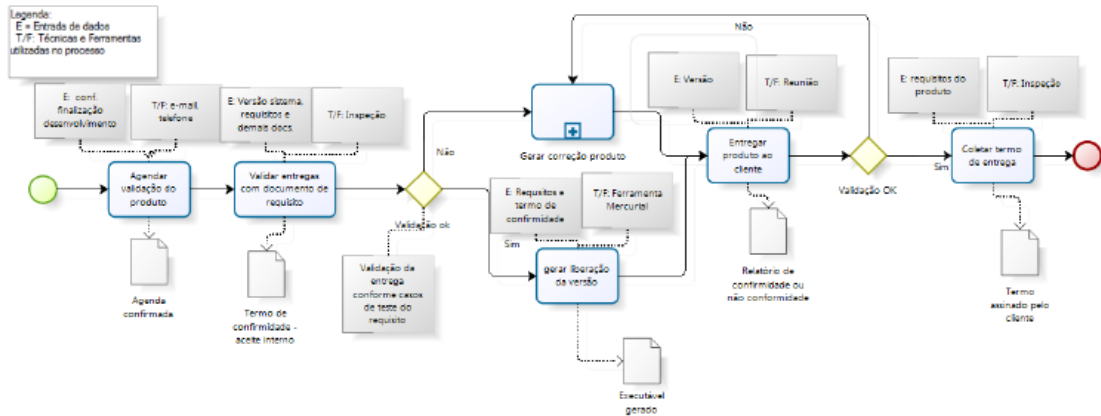 Legenda:
E = Entrada de dados
T/F: Técnicas e Ferramentas
utilizadas no processo
E: conf.
finalização
desenvolvimento
T/F: e-mail,
telefone
E: Versão sistema,
requisitos e
demais docs.
T/F: Inspeção
Agendar
validação do
produto
Validar entregas
com documento de
requisito
Agenda
confirmada
Termo de
confirmidade -
aceite interno
Não
Validação ok
Sim
Validação da
entrega
conforme casos
de teste do
requisito
Gerar correção produto
E: Requsitos e
termo de
confirmidade
T/F: Ferramenta
Mercurial
gerar liberação
da versão
Executável
gerado
Não
E: Versão
T/F: Reunião
Entregar
produto ao
cliente
Relatório de
confirmidade ou
não conformidade
Validação OK
Sim
E: requisitos do
produto
T/F: Inspeção
Coletar termo
de entrega
Termo
assinado pelo
cliente